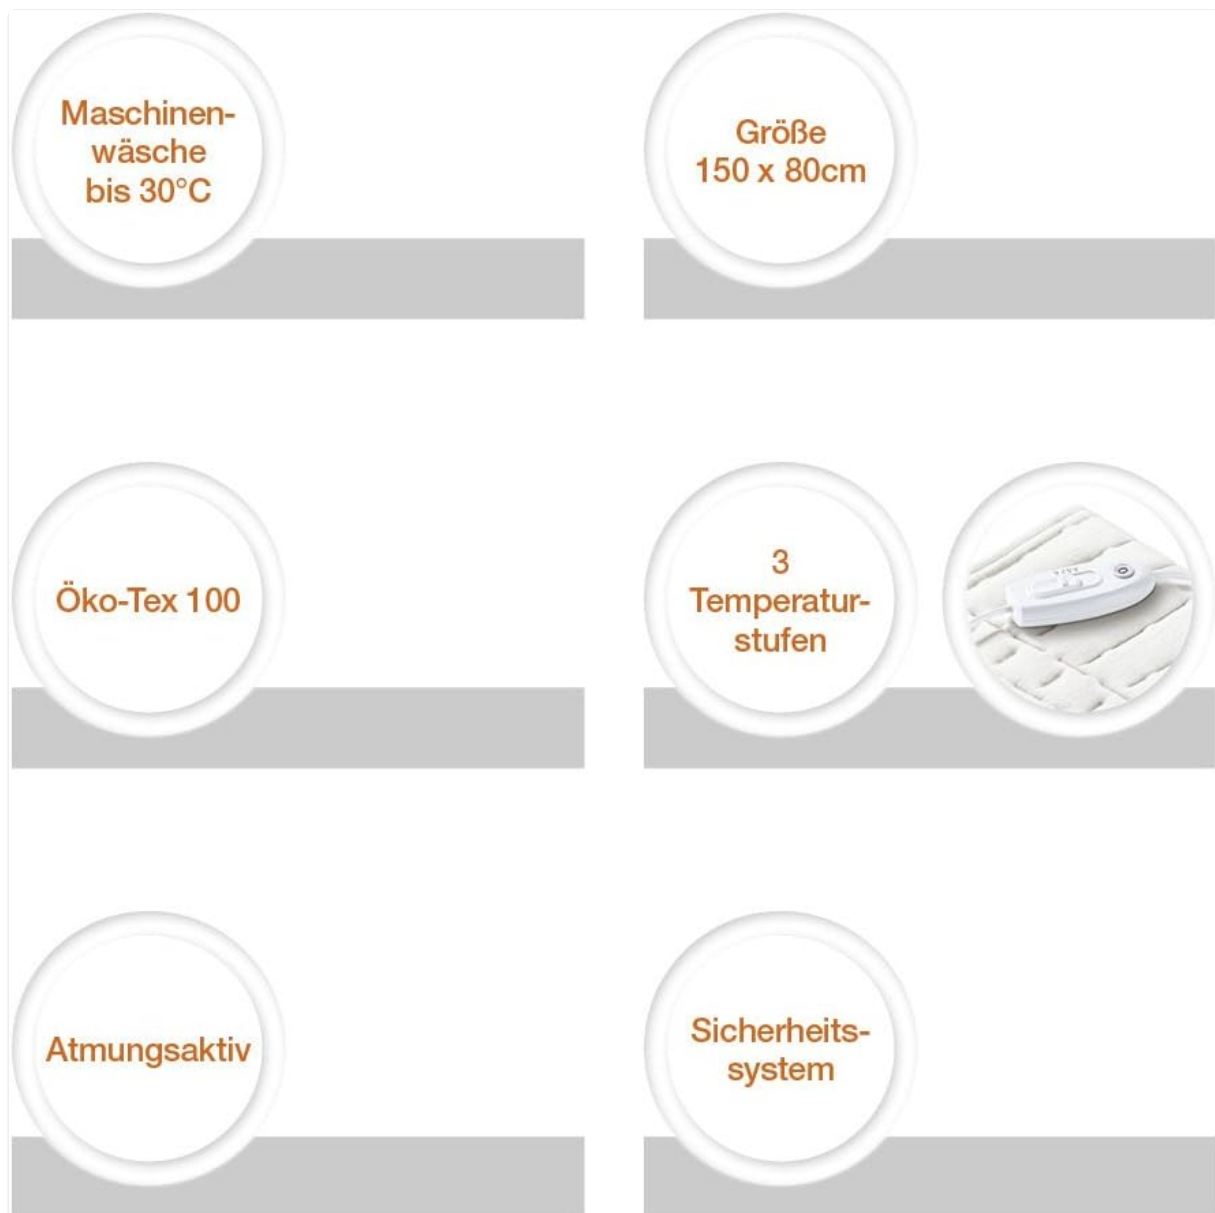 Maschinen-
wäsche
bis 30°C
Größe
150 x 80cm
Öko-Tex 100
3
Temperatur-
stufen
Atmungsaktiv
Sicherheits-
system